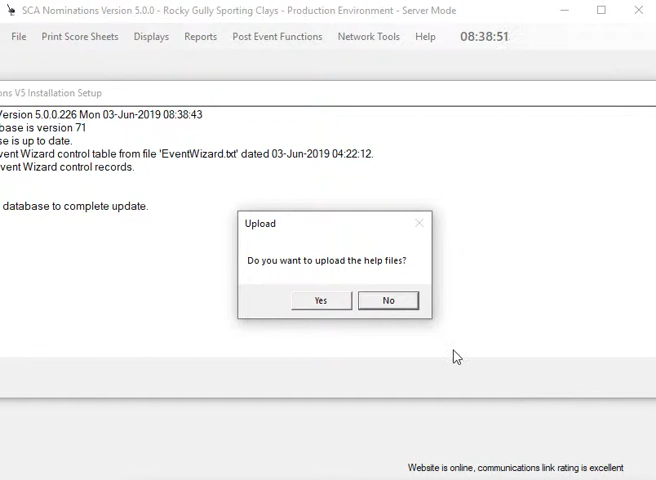 SCA Nominations Version 5.0.0 - Rocky Gully Sporting Clays - Production Environment - Server Mode
File Print Score Sheets Displays Reports Post Event Functions Network Tools Help 08:38:51
ons V5 Installation Setup
Version 5.0.0.226 Mon 03-Jun-2019 08:38:43
base is version 71
se is up to date.
vent Wizard control table from file 'EventWizard.txt' dated 03-Jun-2019 04:22:12.
vent Wizard control records.
database to complete update.
Upload
Do you want to upload the help files?
Yes No
Website is online, communications link rating is excellent